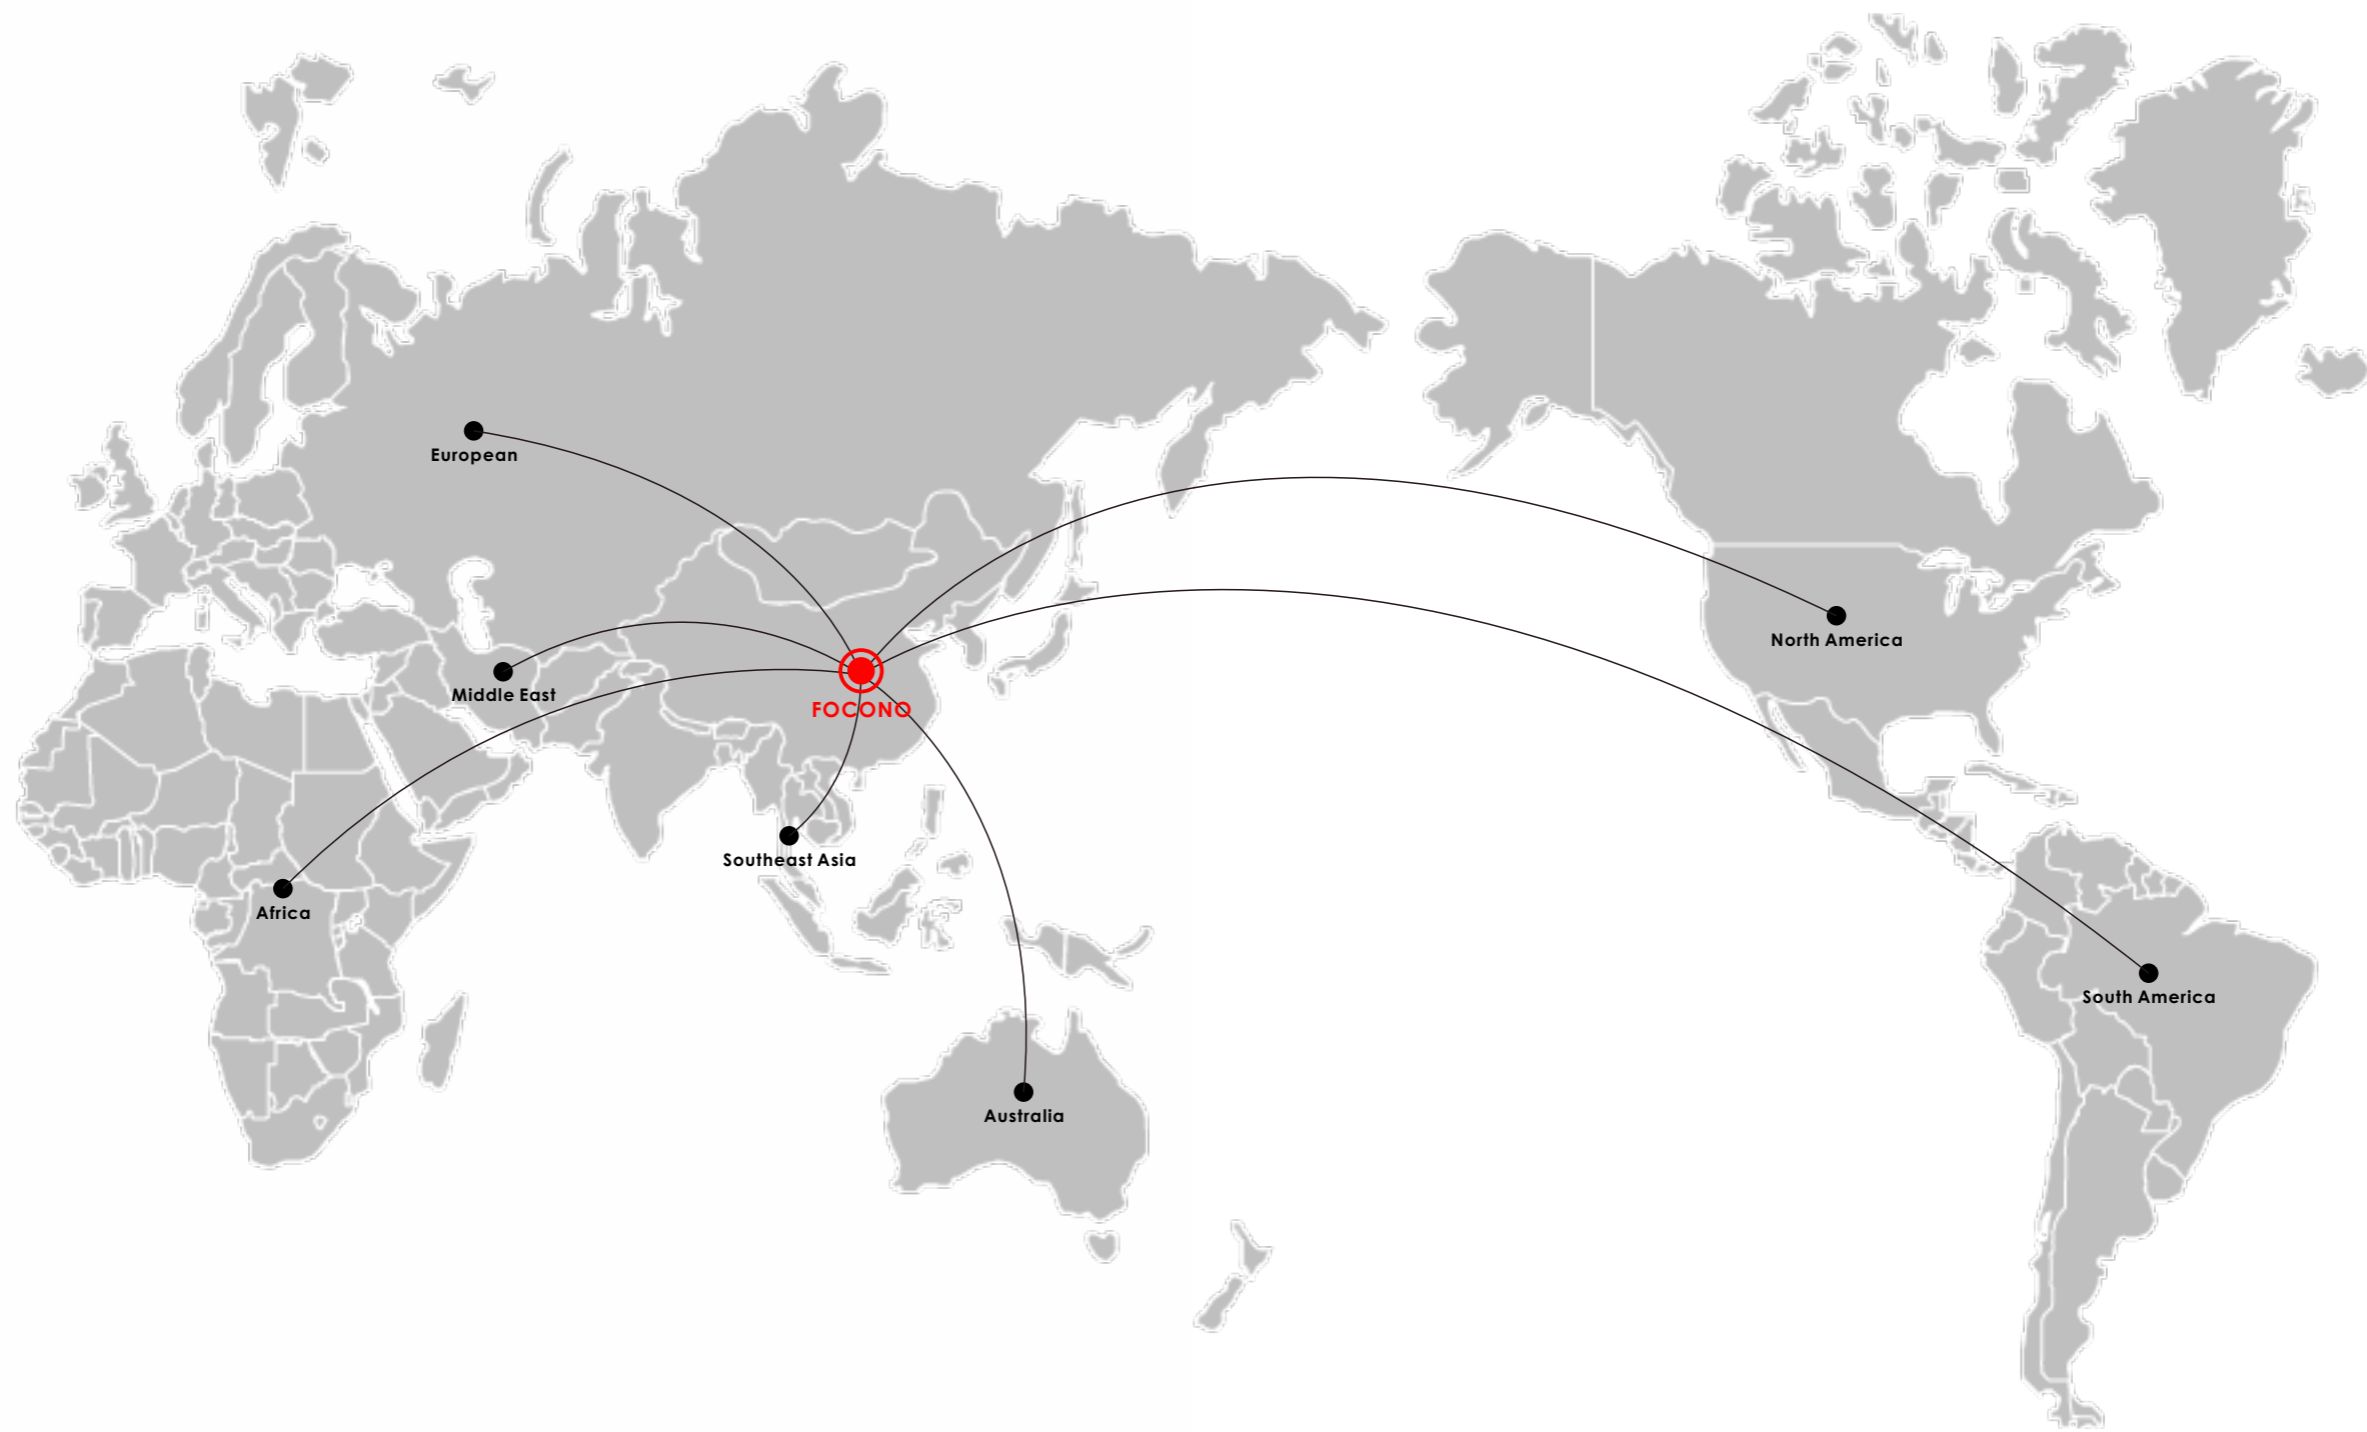 European
North America
Middle East
FOCONO
Southeast Asia
Africa
South America
Australia